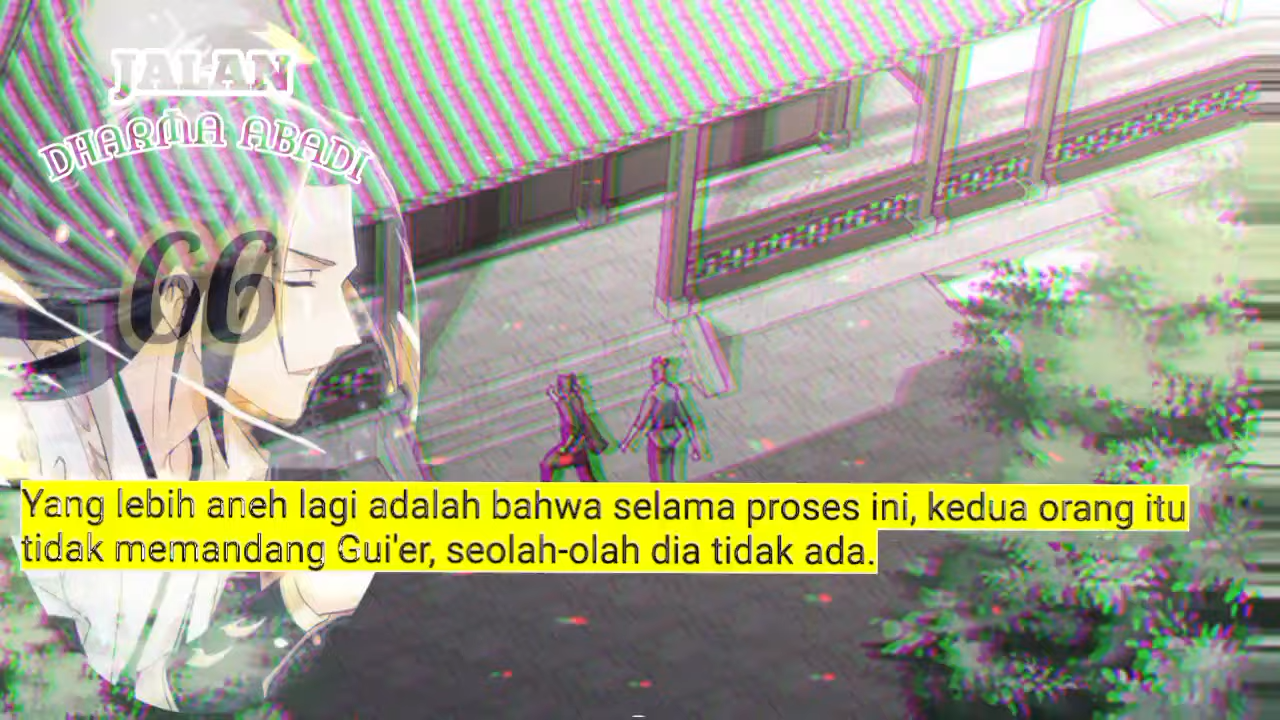 JALAN
DHARMA ABADI
66
Yang lebih aneh lagi adalah bahwa selama proses ini, kedua orang itu
tidak memandang Gui'er, seolah-olah dia tidak ada.